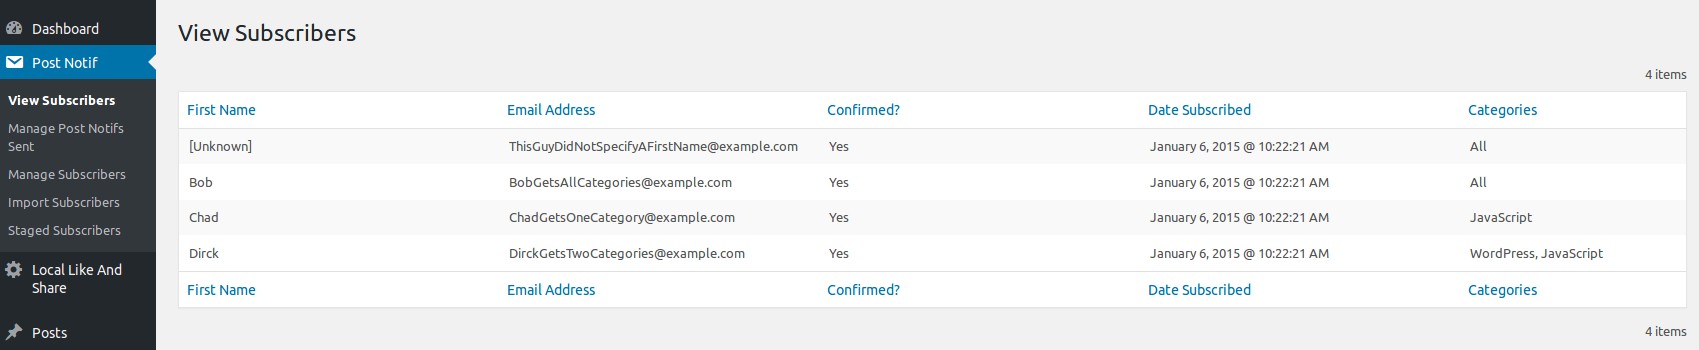 Dashboard
Post Notif
View Subscribers
Manage Post Notifs
Sent
Manage Subscribers
Import Subscribers
Staged Subscribers
Local Like And
Share
Posts
View Subscribers
4 items
First Name Email Address Confirmed? Date Subscribed Categories
[Unknown] ThisGuyDidNotSpecifyAFirstName@example.com Yes January 6, 2015 @ 10:22:21 AM All
Bob BobGetsAllCategories@example.com Yes January 6, 2015 @ 10:22:21 AM All
Chad ChadGetsOneCategory@example.com Yes January 6, 2015 @ 10:22:21 AM JavaScript
Dirck DirckGetsTwoCategories@example.com Yes January 6, 2015 @ 10:22:21 AM WordPress, JavaScript
First Name Email Address Confirmed? Date Subscribed Categories
4 items